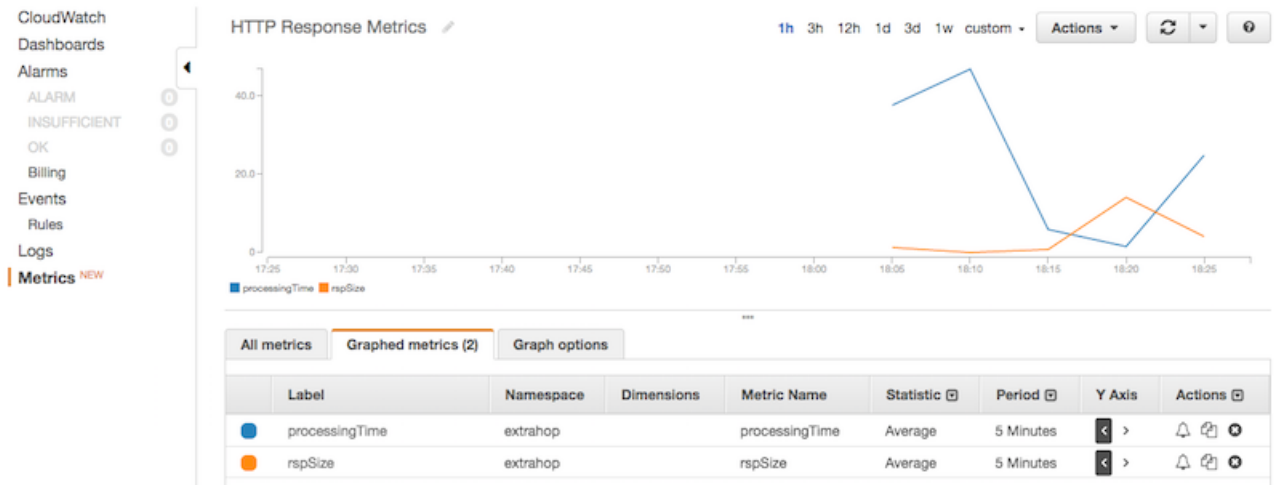 CloudWatch
Dashboards
Alarms
ALARM 0
INSUFFICIENT 0
OK 0
Billing
Events
Rules
Logs
Metrics NEW
HTTP Response Metrics
1h 3h 12h 1d 3d 1w custom Actions
40.0
20.0
0
17:25 17:30 17:35 17:40 17:45 17:50 17:55 18:00 18:05 18:10 18:15 18:20 18:25
processingTime rspSize
All metrics Graphed metrics (2) Graph options
Label Namespace Dimensions Metric Name Statistic Period Y Axis Actions
processingTime extrahop processingTime Average 5 Minutes < >
rspSize extrahop rspSize Average 5 Minutes < >